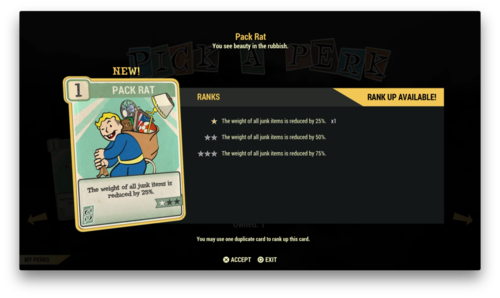 Pack Rat
You see beauty in the rubbish.
PICK A PERK
NEW!
1 PACK RAT
The weight of all junk items is
reduced by 25%.
RANKS
RANK UP AVAILABLE!
The weight of all junk items is reduced by 25%. x1
The weight of all junk items is reduced by 50%.
The weight of all junk items is reduced by 75%.
You may use one duplicate card to rank up this card.
ACCEPT EXIT